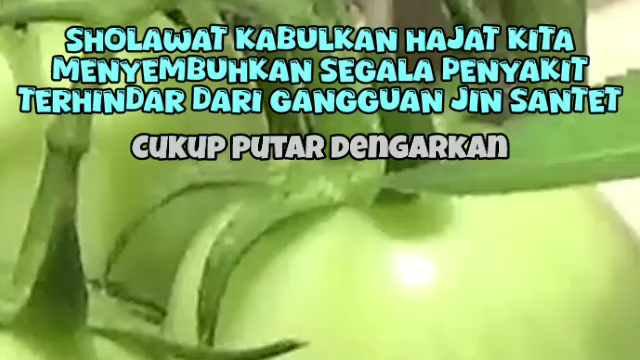 SHOLAWAT KABULKAN HAJAT KITA
MENYEMBUHKAN SEGALA PENYAKIT
TERHINDAR DARI GANGGUAN JIN SANTET
CUKUP PUTAR DENGARKAN